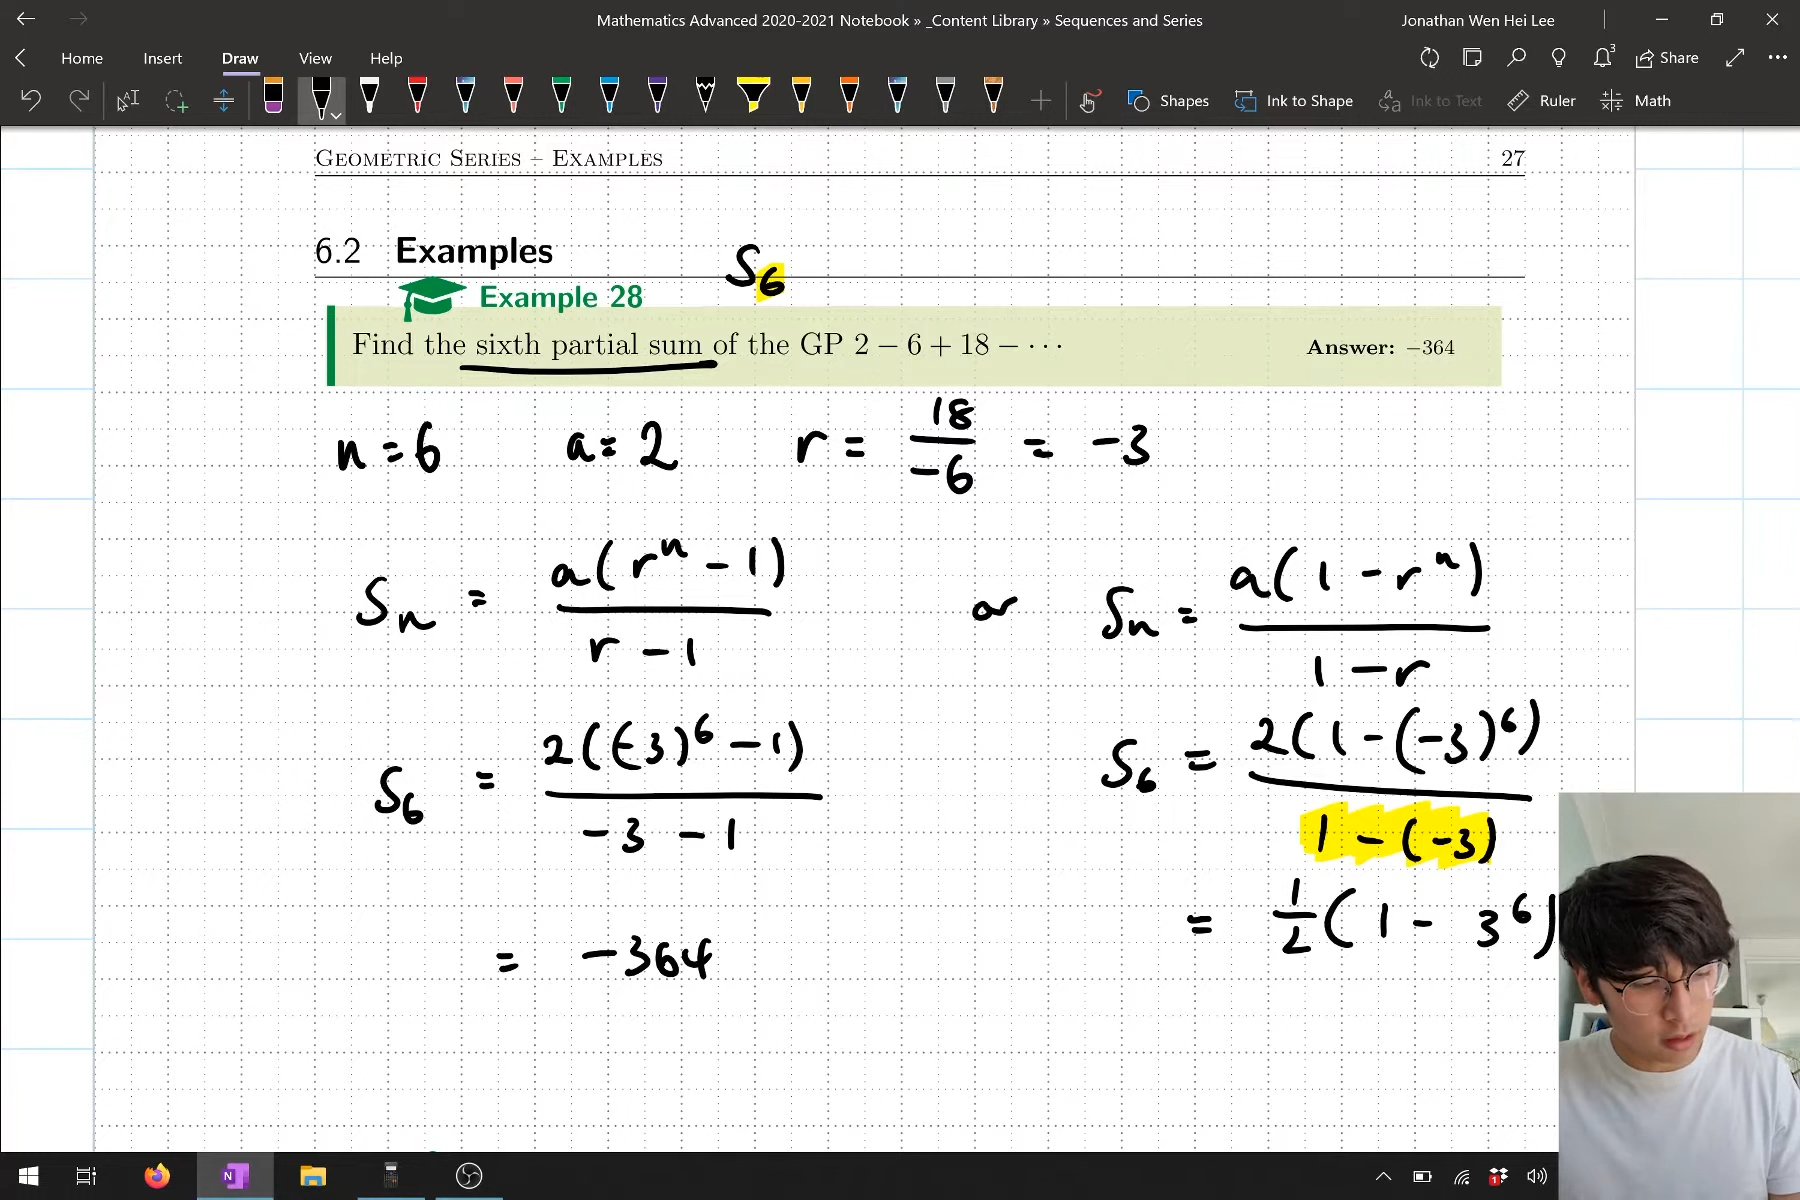 Mathematics Advanced 2020-2021 Notebook » _Content Library » Sequences and Series
Jonathan Wen Hei Lee
Home Insert Draw View Help
3
Share
Shapes Ink to Shape Ink to Text Ruler Math
GEOMETRIC SERIES – EXAMPLES 27
6.2 Examples
S₆
Example 28
Find the sixth partial sum of the GP 2 − 6 + 18 − ··· Answer: −364
n = 6 a = 2 r = 18/-6 = -3
Sₙ = a(rⁿ - 1)/(r - 1) or Sₙ = a(1 - rⁿ)/(1 - r)
S₆ = 2((-3)⁶ - 1)/(-3 - 1) S₆ = 2(1 - (-3)⁶)/(1 - (-3))
= -364 = 1/2 (1 - 3⁶)
N
1